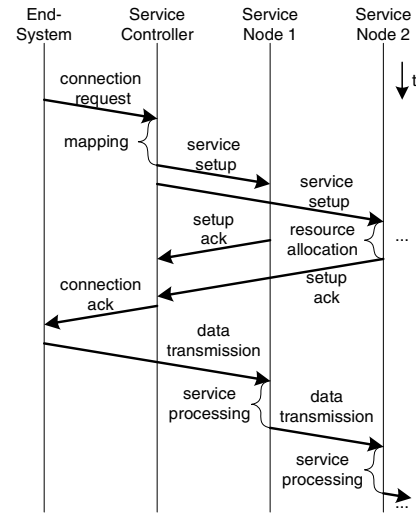 End-
System
Service
Controller
Service
Node 1
Service
Node 2
t
connection
request
mapping
service
setup
service
setup
setup
ack
resource
allocation
...
connection
ack
setup
ack
data
transmission
service
processing
data
transmission
service
processing
...